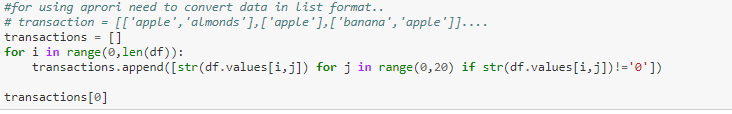 #for using aprori need to convert data in list format..
# transaction = [['apple','almonds'],['apple'],['banana','apple']]....
transactions = []
for i in range(0,len(df)):
    transactions.append([str(df.values[i,j]) for j in range(0,20) if str(df.values[i,j])!='0'])
transactions[0]